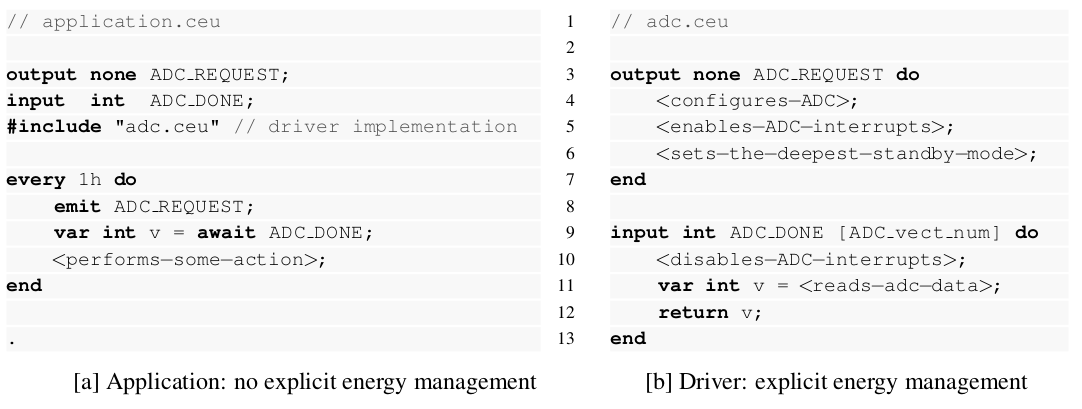 // application.ceu
output none ADC_REQUEST;
input  int  ADC_DONE;
#include "adc.ceu" // driver implementation
every 1h do
    emit ADC_REQUEST;
    var int v = await ADC_DONE;
    <performs—some—action>;
end
.
[a] Application: no explicit energy management
1
2
3
4
5
6
7
8
9
10
11
12
13
// adc.ceu
output none ADC_REQUEST do
    <configures—ADC>;
    <enables—ADC—interrupts>;
    <sets—the—deepest—standby—mode>;
end
input int ADC_DONE [ADC_vect_num] do
    <disables—ADC—interrupts>;
    var int v = <reads—adc—data>;
    return v;
end
[b] Driver: explicit energy management